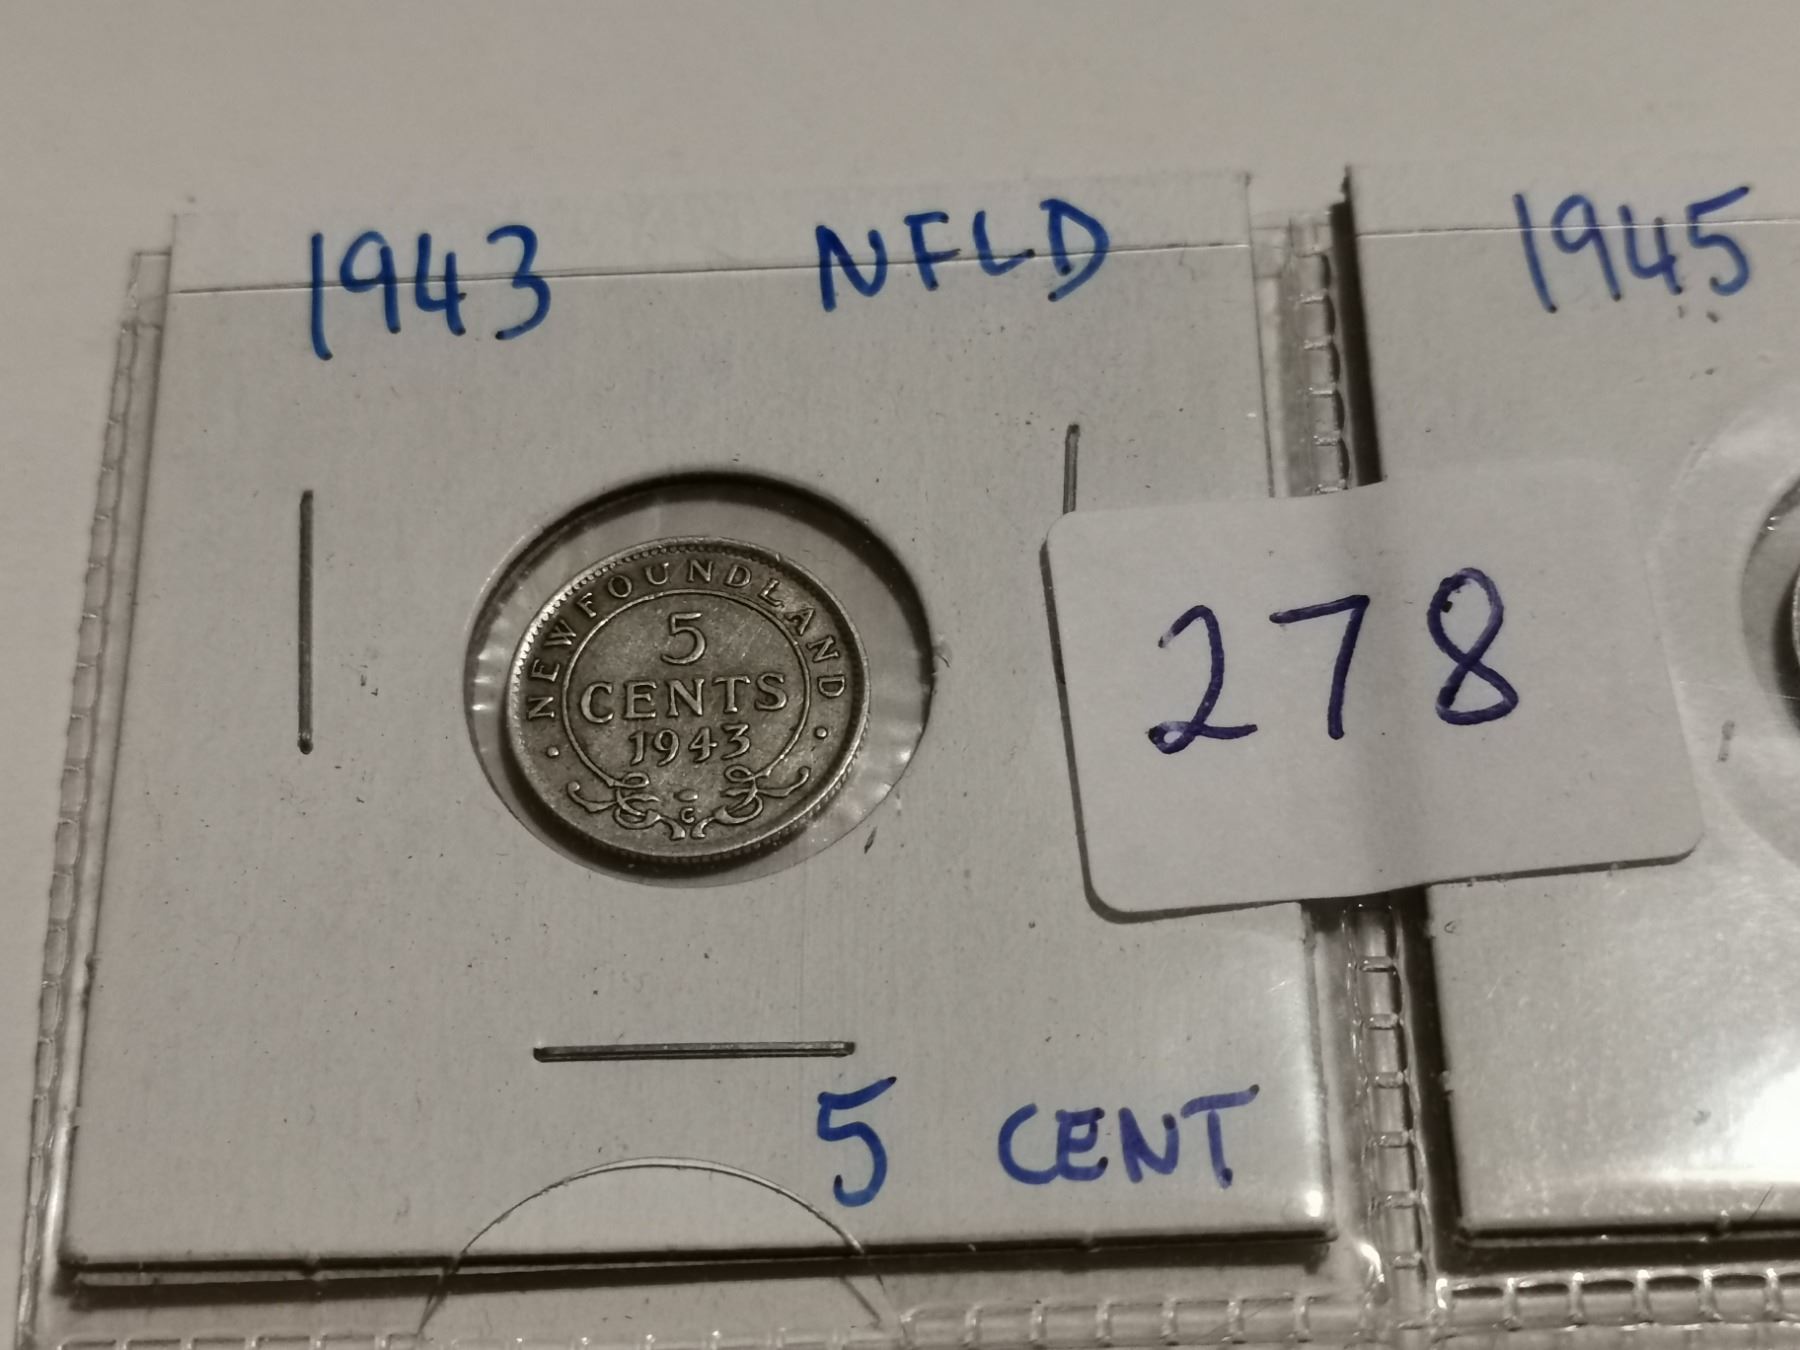 1943 NFLD
1945
NEWFOUNDLAND
5
CENTS
1943
C
278
5 CENT